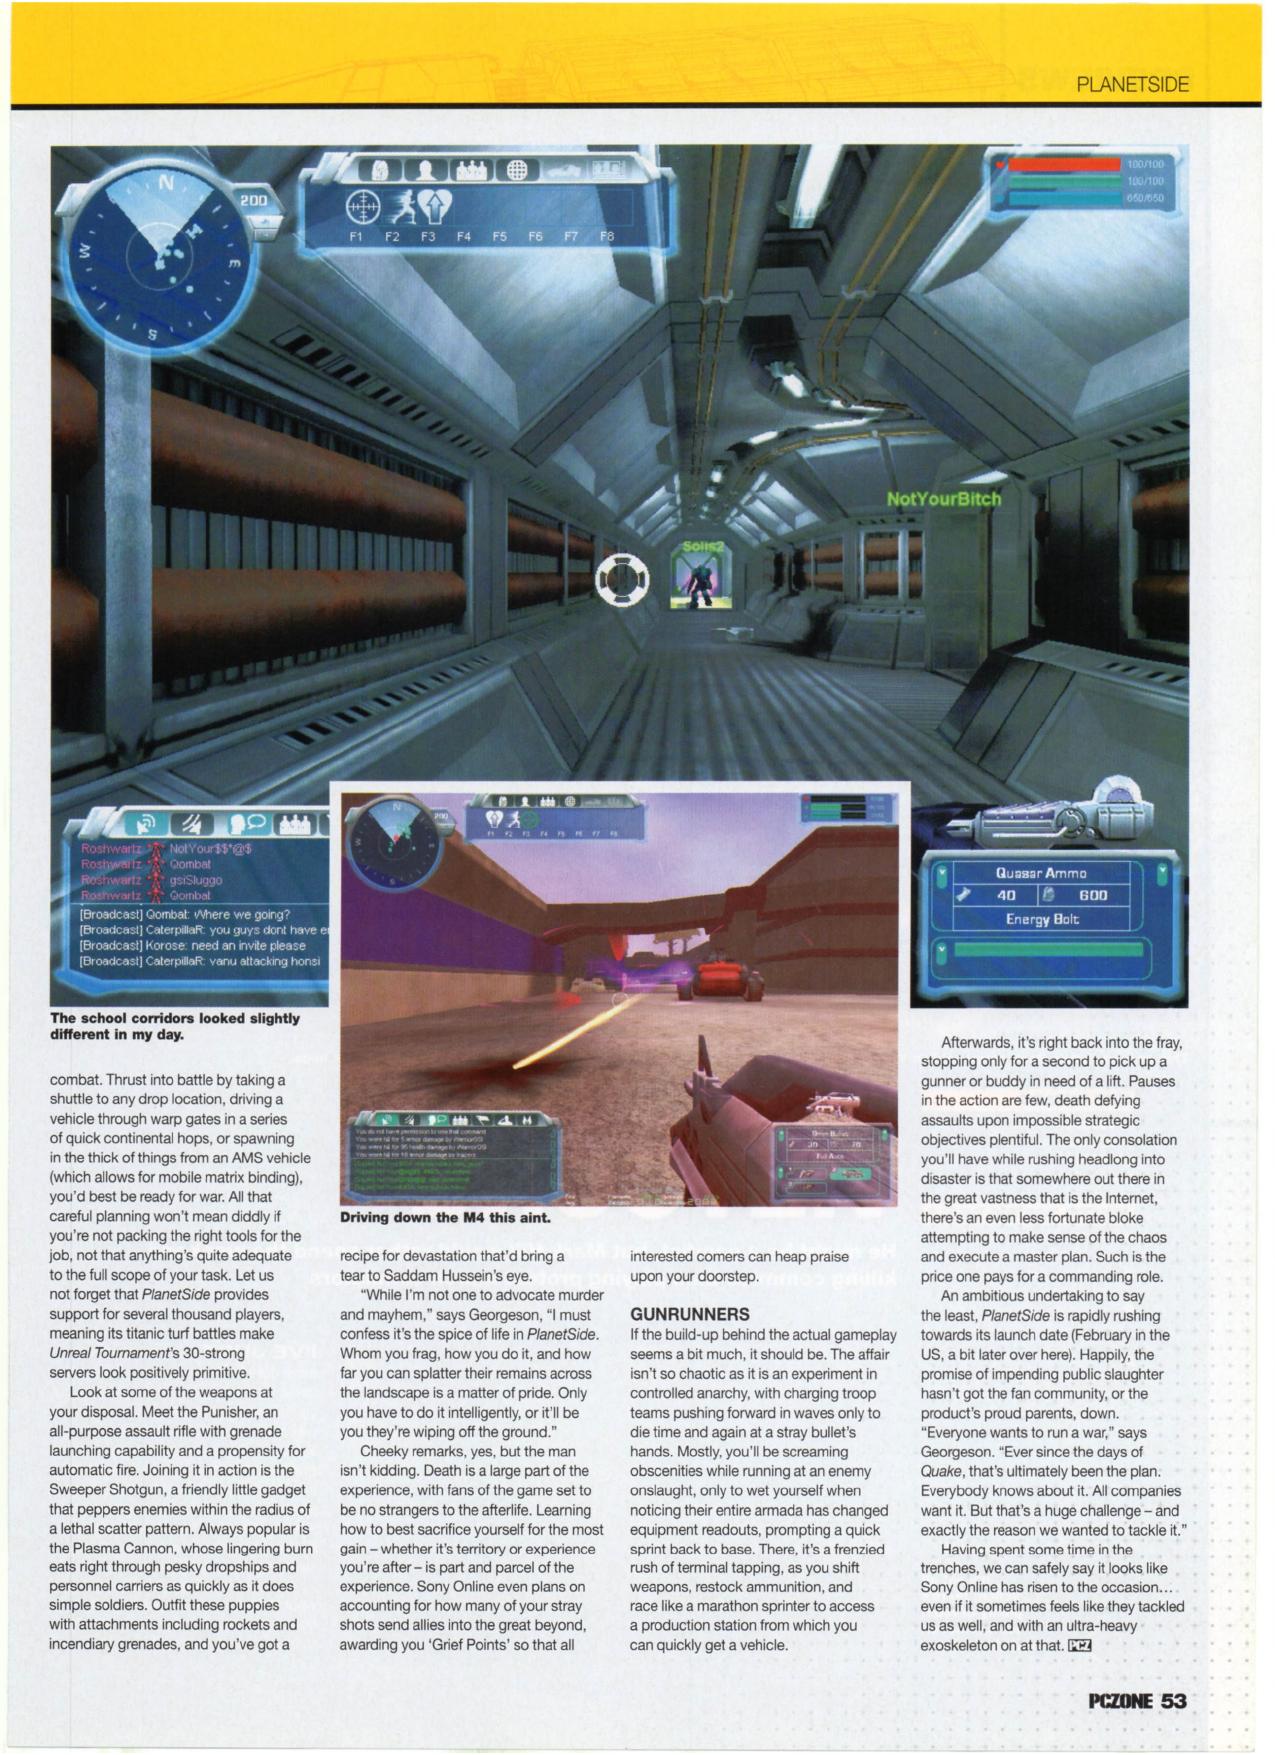 PLANETSIDE
N
200
W
E
S
F1 F2 F3 F4 F5 F6 F7 F8
100/100
100/100
650/650
NotYourBitch
Solis2
Roshwartz NotYour$$*@$
Roshwartz Qombat
Roshwartz gsiSluggo
Roshwartz Qombat
[Broadcast] Qombat: Where we going?
[Broadcast] CaterpillaR: you guys dont have
[Broadcast] Korose: need an invite please
[Broadcast] CaterpillaR: vanu attacking honsi
Quasar Ammo
40 600
Energy Bolt
N
200
W
E
S
F1 F2 F3 F4 F5 F6 F7 F8
You do not have permission to use that command
30
Full Auto
The school corridors looked slightly
different in my day.
combat. Thrust into battle by taking a
shuttle to any drop location, driving a
vehicle through warp gates in a series
of quick continental hops, or spawning
in the thick of things from an AMS vehicle
(which allows for mobile matrix binding),
you'd best be ready for war. All that
careful planning won't mean diddly if
you're not packing the right tools for the
job, not that anything's quite adequate
to the full scope of your task. Let us
not forget that PlanetSide provides
support for several thousand players,
meaning its titanic turf battles make
Unreal Tournament's 30-strong
servers look positively primitive.
Look at some of the weapons at
your disposal. Meet the Punisher, an
all-purpose assault rifle with grenade
launching capability and a propensity for
automatic fire. Joining it in action is the
Sweeper Shotgun, a friendly little gadget
that peppers enemies within the radius of
a lethal scatter pattern. Always popular is
the Plasma Cannon, whose lingering burn
eats right through pesky dropships and
personnel carriers as quickly as it does
simple soldiers. Outfit these puppies
with attachments including rockets and
incendiary grenades, and you've got a
Driving down the M4 this aint.
recipe for devastation that'd bring a
tear to Saddam Hussein's eye.
"While I'm not one to advocate murder
and mayhem," says Georgeson, "I must
confess it's the spice of life in PlanetSide.
Whom you frag, how you do it, and how
far you can splatter their remains across
the landscape is a matter of pride. Only
you have to do it intelligently, or it'll be
you they're wiping off the ground."
Cheeky remarks, yes, but the man
isn't kidding. Death is a large part of the
experience, with fans of the game set to
be no strangers to the afterlife. Learning
how to best sacrifice yourself for the most
gain – whether it's territory or experience
you're after – is part and parcel of the
experience. Sony Online even plans on
accounting for how many of your stray
shots send allies into the great beyond,
awarding you 'Grief Points' so that all
interested comers can heap praise
upon your doorstep.
GUNRUNNERS
If the build-up behind the actual gameplay
seems a bit much, it should be. The affair
isn't so chaotic as it is an experiment in
controlled anarchy, with charging troop
teams pushing forward in waves only to
die time and again at a stray bullet's
hands. Mostly, you'll be screaming
obscenities while running at an enemy
onslaught, only to wet yourself when
noticing their entire armada has changed
equipment readouts, prompting a quick
sprint back to base. There, it's a frenzied
rush of terminal tapping, as you shift
weapons, restock ammunition, and
race like a marathon sprinter to access
a production station from which you
can quickly get a vehicle.
Afterwards, it's right back into the fray,
stopping only for a second to pick up a
gunner or buddy in need of a lift. Pauses
in the action are few, death defying
assaults upon impossible strategic
objectives plentiful. The only consolation
you'll have while rushing headlong into
disaster is that somewhere out there in
the great vastness that is the Internet,
there's an even less fortunate bloke
attempting to make sense of the chaos
and execute a master plan. Such is the
price one pays for a commanding role.
An ambitious undertaking to say
the least, PlanetSide is rapidly rushing
towards its launch date (February in the
US, a bit later over here). Happily, the
promise of impending public slaughter
hasn't got the fan community, or the
product's proud parents, down.
"Everyone wants to run a war," says
Georgeson. "Ever since the days of
Quake, that's ultimately been the plan.
Everybody knows about it. All companies
want it. But that's a huge challenge – and
exactly the reason we wanted to tackle it."
Having spent some time in the
trenches, we can safely say it looks like
Sony Online has risen to the occasion...
even if it sometimes feels like they tackled
us as well, and with an ultra-heavy
exoskeleton on at that. PCZ
PCZONE 53